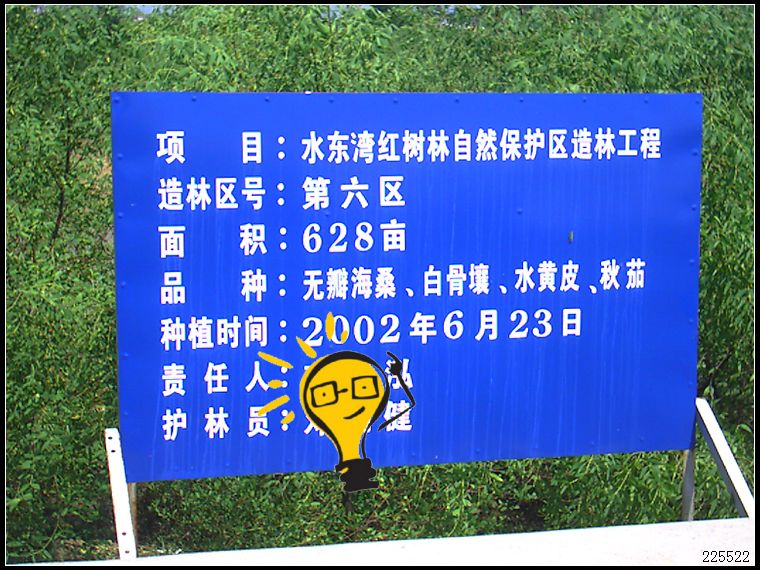 项 目：水东湾红树林自然保护区造林工程
造林区号：第六区
面 积：628亩
品 种：无瓣海桑、白骨壤、水黄皮、秋茄
种植时间：2002年6月23日
责 任 人： 泓
护 林 员： 健
225522